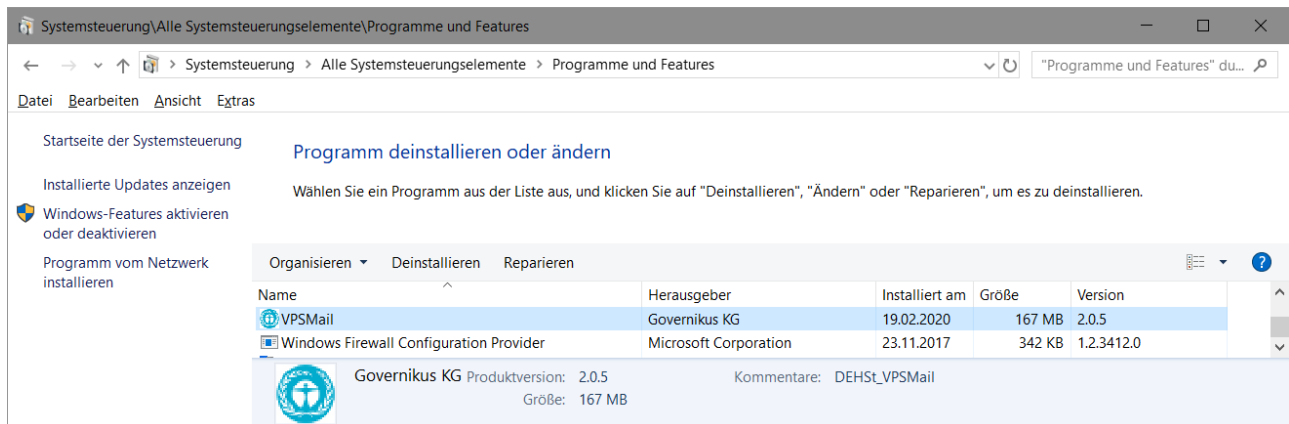 Systemsteuerung\Alle Systemsteuerungselemente\Programme und Features
Systemsteuerung > Alle Systemsteuerungselemente > Programme und Features "Programme und Features" du...
Datei Bearbeiten Ansicht Extras
Startseite der Systemsteuerung
Installierte Updates anzeigen
Windows-Features aktivieren
oder deaktivieren
Programm vom Netzwerk
installieren
Programm deinstallieren oder ändern
Wählen Sie ein Programm aus der Liste aus, und klicken Sie auf "Deinstallieren", "Ändern" oder "Reparieren", um es zu deinstallieren.
Organisieren Deinstallieren Reparieren ?
Name Herausgeber Installiert am Größe Version
VPSMail Governikus KG 19.02.2020 167 MB 2.0.5
Windows Firewall Configuration Provider Microsoft Corporation 23.11.2017 342 KB 1.2.3412.0
Governikus KG Produktversion: 2.0.5 Kommentare: DEHSt_VPSMail
Größe: 167 MB